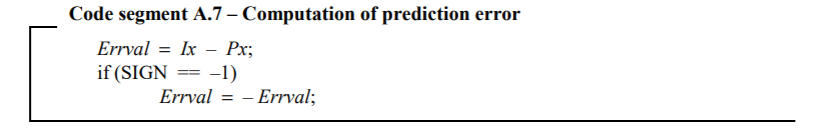 Code segment A.7 – Computation of prediction error
Errval = Ix – Px;
if (SIGN == –1)
Errval = – Errval;